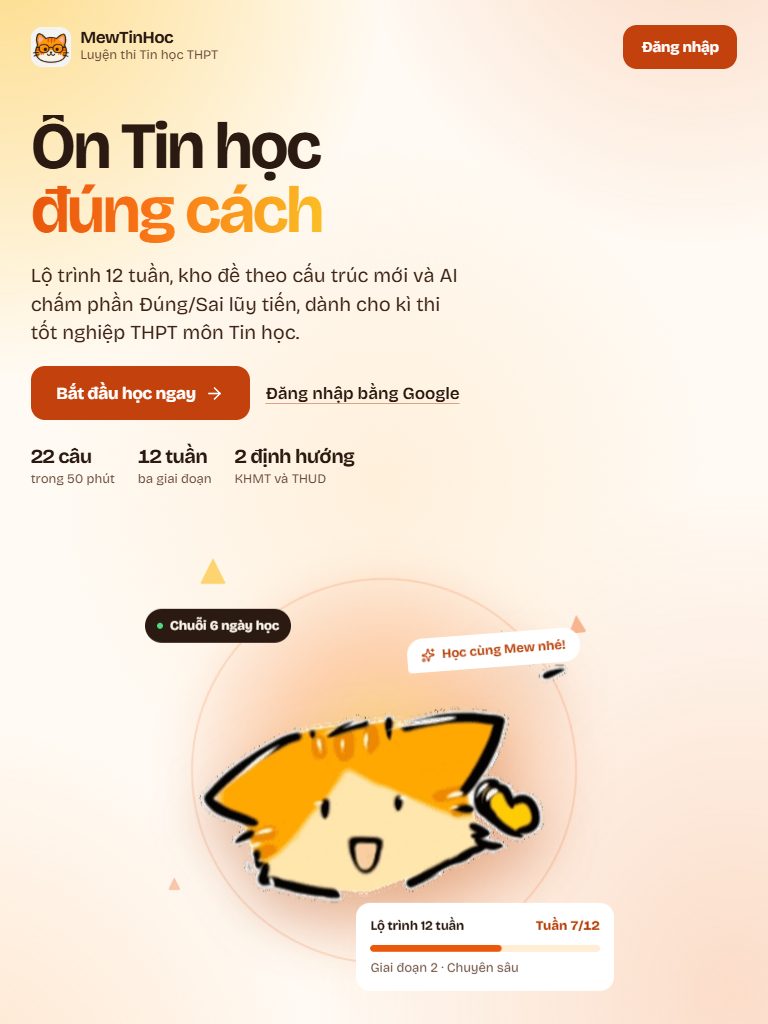 MewTinHoc
Luyện thi Tin học THPT
Đăng nhập
Ôn Tin học
đúng cách
Lộ trình 12 tuần, kho đề theo cấu trúc mới và AI
chấm phần Đúng/Sai lũy tiến, dành cho kì thi
tốt nghiệp THPT môn Tin học.
Bắt đầu học ngay →
Đăng nhập bằng Google
22 câu
trong 50 phút
12 tuần
ba giai đoạn
2 định hướng
KHMT và THUD
Chuỗi 6 ngày học
Học cùng Mew nhé!
Lộ trình 12 tuần
Tuần 7/12
Giai đoạn 2 · Chuyên sâu